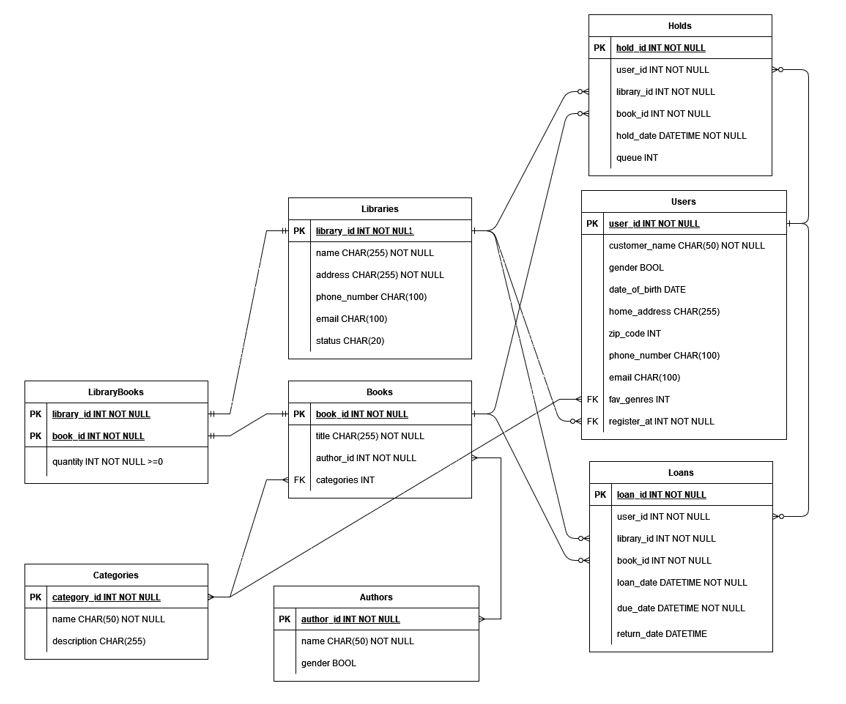 Holds
PK hold_id INT NOT NULL
user_id INT NOT NULL
library_id INT NOT NULL
book_id INT NOT NULL
hold_date DATETIME NOT NULL
queue INT
Users
PK user_id INT NOT NULL
customer_name CHAR(50) NOT NULL
gender BOOL
date_of_birth DATE
home_address CHAR(255)
zip_code INT
phone_number CHAR(100)
email CHAR(100)
FK fav_genres INT
FK register_at INT NOT NULL
Libraries
PK library_id INT NOT NULL
name CHAR(255) NOT NULL
address CHAR(255) NOT NULL
phone_number CHAR(100)
email CHAR(100)
status CHAR(20)
LibraryBooks
PK library_id INT NOT NULL
PK book_id INT NOT NULL
quantity INT NOT NULL >=0
Books
PK book_id INT NOT NULL
title CHAR(255) NOT NULL
author_id INT NOT NULL
FK categories INT
Loans
PK loan_id INT NOT NULL
user_id INT NOT NULL
library_id INT NOT NULL
book_id INT NOT NULL
loan_date DATETIME NOT NULL
due_date DATETIME NOT NULL
return_date DATETIME
Categories
PK category_id INT NOT NULL
name CHAR(50) NOT NULL
description CHAR(255)
Authors
PK author_id INT NOT NULL
name CHAR(50) NOT NULL
gender BOOL